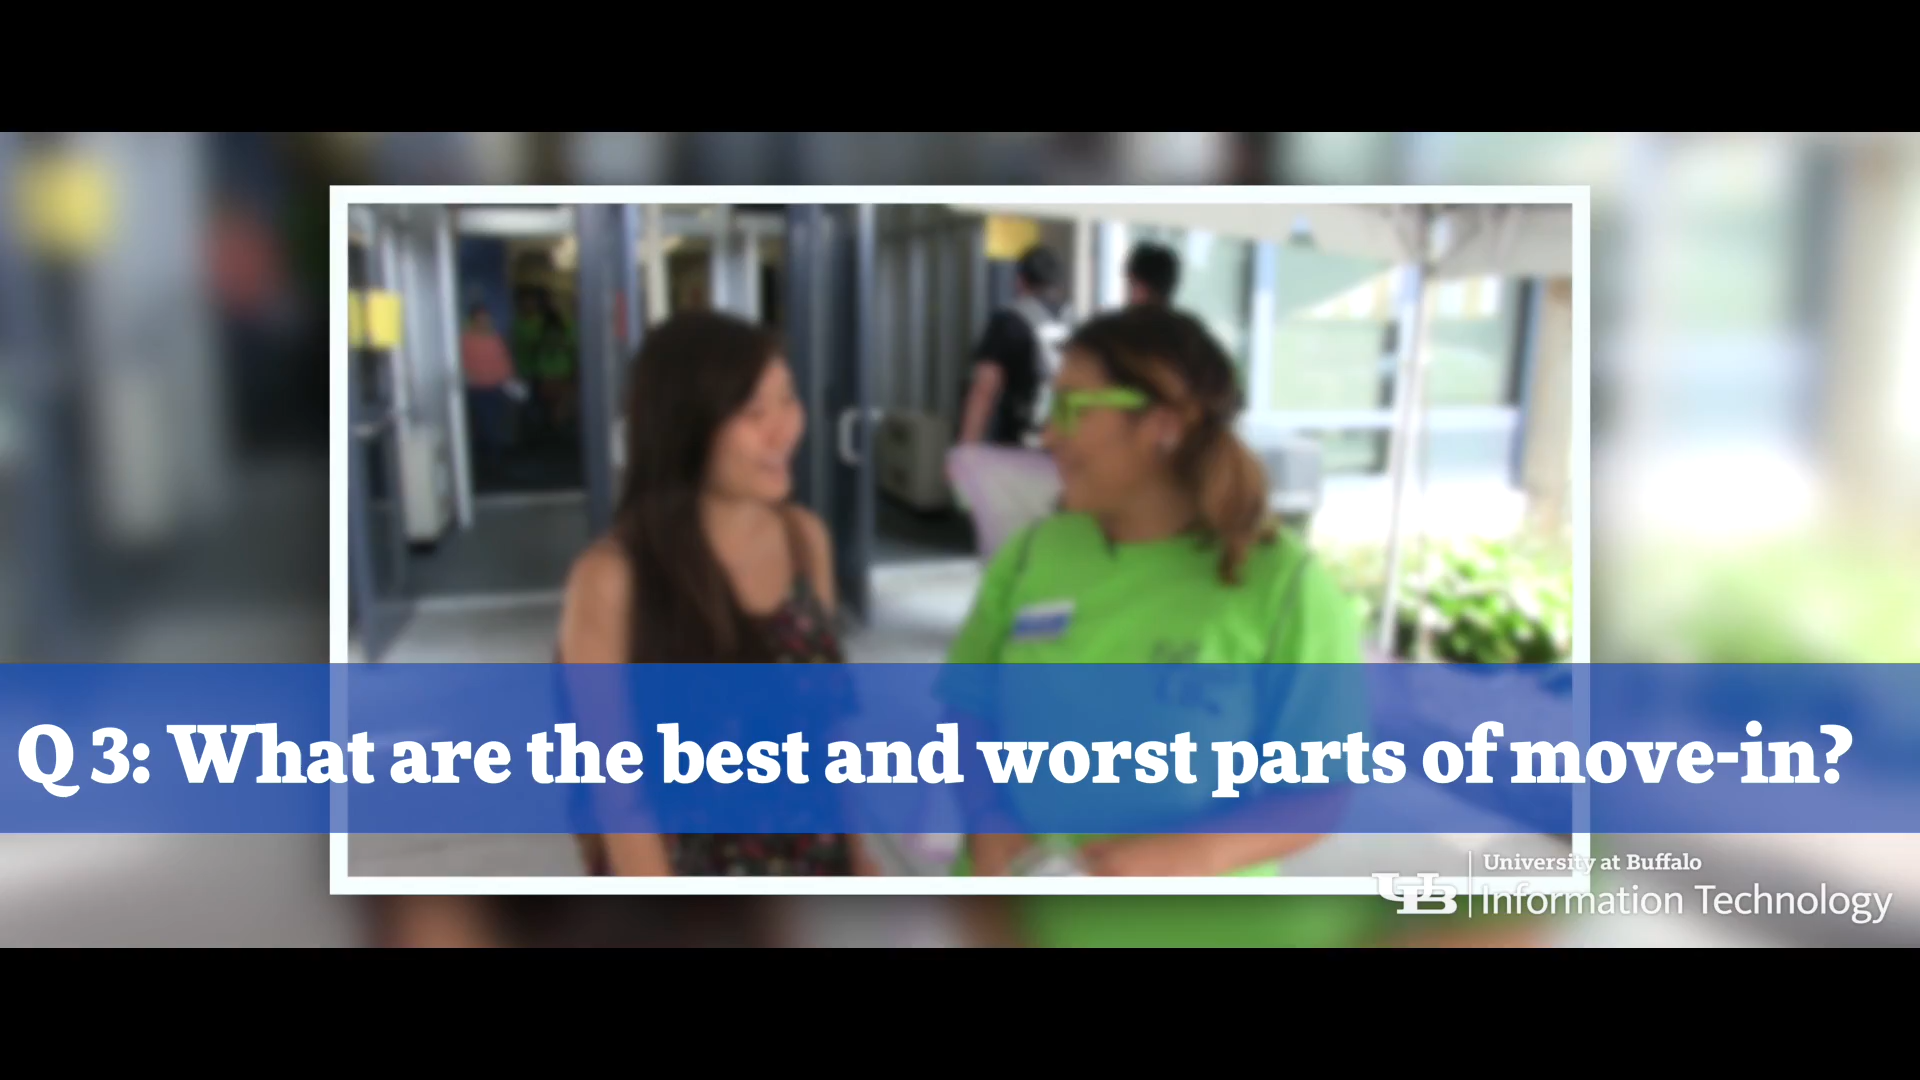 Q 3: What are the best and worst parts of move-in?
University at Buffalo
UB Information Technology